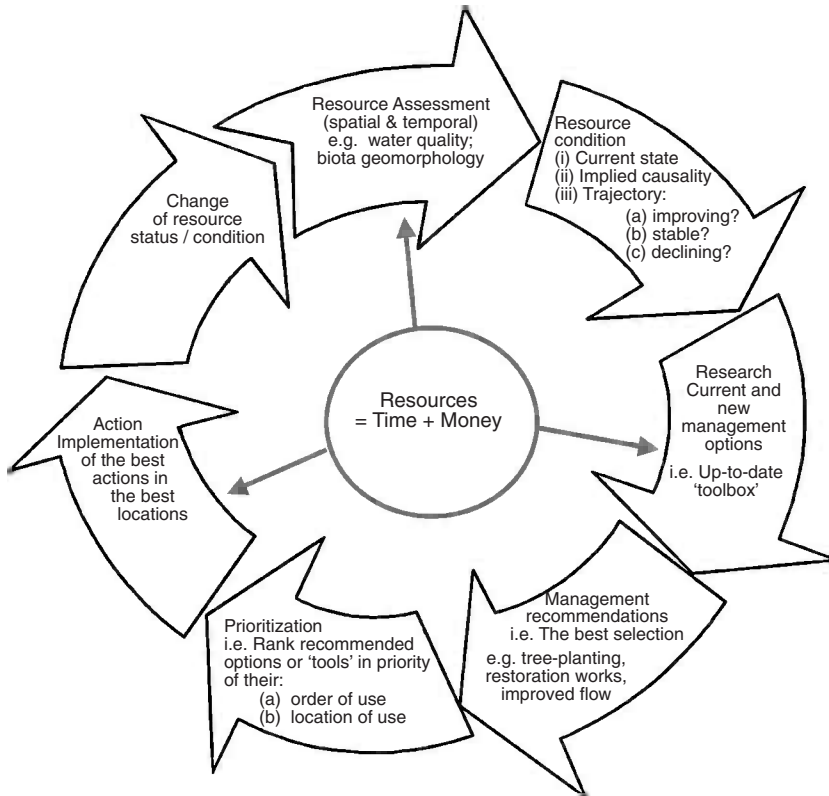 Resource Assessment
(spatial & temporal)
e.g. water quality;
biota geomorphology
Resource
condition
(i) Current state
(ii) Implied causality
(iii) Trajectory:
(a) improving?
(b) stable?
(c) declining?
Research
Current and
new
management
options
i.e. Up-to-date
‘toolbox’
Management
recommendations
i.e. The best selection
e.g. tree-planting,
restoration works,
improved flow
Prioritization
i.e. Rank recommended
options or ‘tools’ in priority
of their:
(a) order of use
(b) location of use
Action
Implementation
of the best
actions in
the best
locations
Change
of resource
status / condition
Resources
= Time + Money